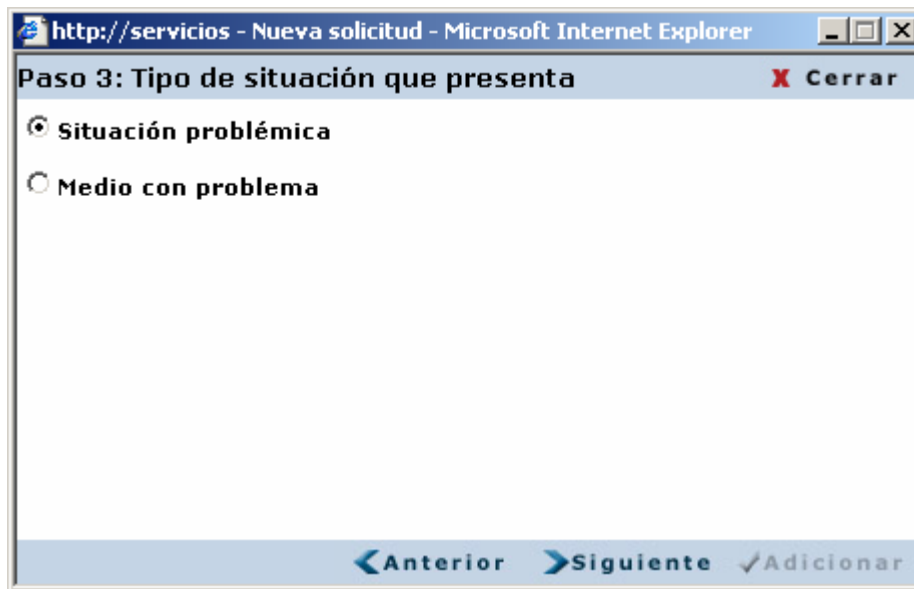 http://servicios - Nueva solicitud - Microsoft Internet Explorer
Paso 3: Tipo de situación que presenta X Cerrar
Situación problémica
Medio con problema
Anterior Siguiente Adicionar